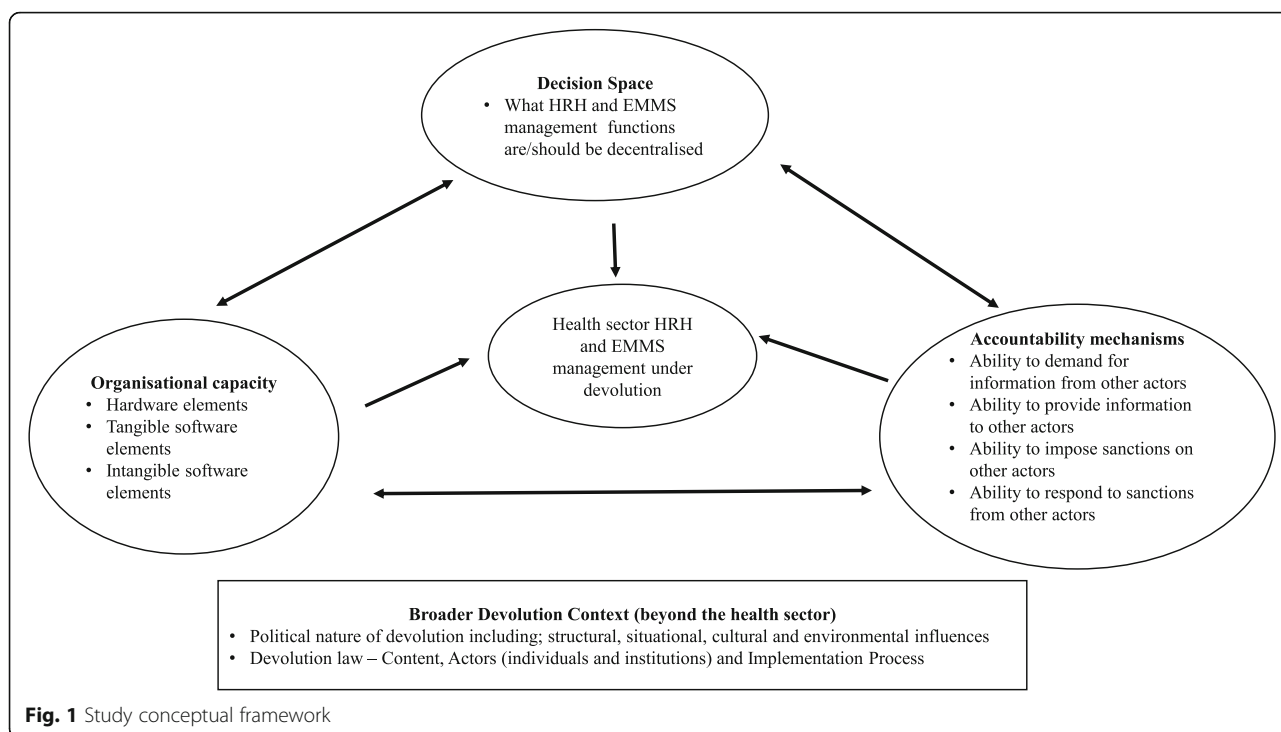 Decision Space
• What HRH and EMMS
management functions
are/should be decentralised
Health sector HRH
and EMMS
management under
devolution
Organisational capacity
• Hardware elements
• Tangible software
elements
• Intangible software
elements
Accountability mechanisms
• Ability to demand for
information from other actors
• Ability to provide information
to other actors
• Ability to impose sanctions on
other actors
• Ability to respond to sanctions
from other actors
Broader Devolution Context (beyond the health sector)
• Political nature of devolution including; structural, situational, cultural and environmental influences
• Devolution law – Content, Actors (individuals and institutions) and Implementation Process
Fig. 1 Study conceptual framework